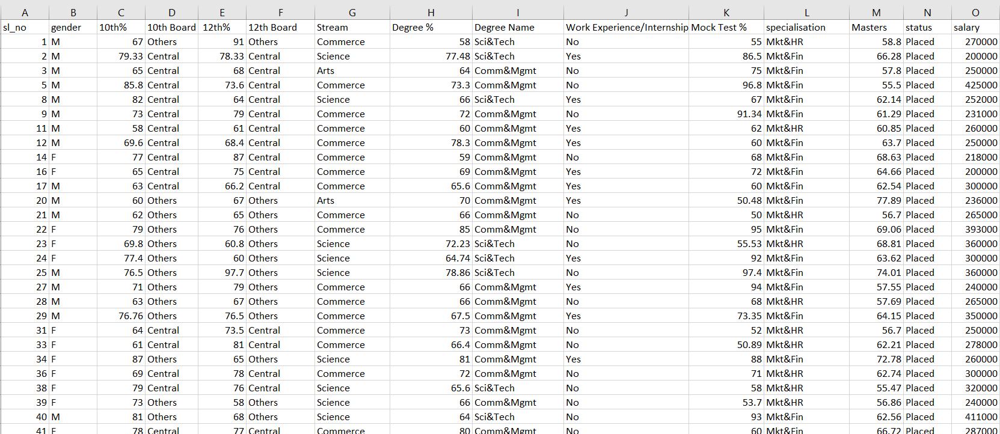 A B C D E F G H I J K L M N O
sl_no gender 10th% 10th Board 12th% 12th Board Stream Degree % Degree Name Work Experience/Internship Mock Test % specialisation Masters status salary
1 M 67 Others 91 Others Commerce 58 Sci&Tech No 55 Mkt&HR 58.8 Placed 270000
2 M 79.33 Central 78.33 Central Science 77.48 Sci&Tech Yes 86.5 Mkt&Fin 66.28 Placed 200000
3 M 65 Central 68 Central Arts 64 Comm&Mgmt No 75 Mkt&Fin 57.8 Placed 250000
5 M 85.8 Central 73.6 Central Commerce 73.3 Comm&Mgmt No 96.8 Mkt&Fin 55.5 Placed 425000
8 M 82 Central 64 Central Science 66 Sci&Tech Yes 67 Mkt&Fin 62.14 Placed 252000
9 M 73 Central 79 Central Commerce 72 Comm&Mgmt No 91.34 Mkt&Fin 61.29 Placed 231000
11 M 58 Central 61 Central Commerce 60 Comm&Mgmt Yes 62 Mkt&HR 60.85 Placed 260000
12 M 69.6 Central 68.4 Central Commerce 78.3 Comm&Mgmt Yes 60 Mkt&Fin 63.7 Placed 250000
14 F 77 Central 87 Central Commerce 59 Comm&Mgmt No 68 Mkt&Fin 68.63 Placed 218000
16 F 65 Central 75 Central Commerce 69 Comm&Mgmt Yes 72 Mkt&Fin 64.66 Placed 200000
17 M 63 Central 66.2 Central Commerce 65.6 Comm&Mgmt Yes 60 Mkt&Fin 62.54 Placed 300000
20 M 60 Others 67 Others Arts 70 Comm&Mgmt Yes 50.48 Mkt&Fin 77.89 Placed 236000
21 M 62 Others 65 Others Commerce 66 Comm&Mgmt No 50 Mkt&HR 56.7 Placed 265000
22 F 79 Others 76 Others Commerce 85 Comm&Mgmt No 95 Mkt&Fin 69.06 Placed 393000
23 F 69.8 Others 60.8 Others Science 72.23 Sci&Tech No 55.53 Mkt&HR 68.81 Placed 360000
24 F 77.4 Others 60 Others Science 64.74 Sci&Tech Yes 92 Mkt&Fin 63.62 Placed 300000
25 M 76.5 Others 97.7 Others Science 78.86 Sci&Tech No 97.4 Mkt&Fin 74.01 Placed 360000
27 M 71 Others 79 Others Commerce 66 Comm&Mgmt Yes 94 Mkt&Fin 57.55 Placed 240000
28 M 63 Others 67 Others Commerce 66 Comm&Mgmt No 68 Mkt&HR 57.69 Placed 265000
29 M 76.76 Others 76.5 Others Commerce 67.5 Comm&Mgmt Yes 73.35 Mkt&Fin 64.15 Placed 350000
31 F 64 Central 73.5 Central Commerce 73 Comm&Mgmt No 52 Mkt&HR 56.7 Placed 250000
33 F 61 Central 81 Central Commerce 66.4 Comm&Mgmt No 50.89 Mkt&HR 62.21 Placed 278000
34 F 87 Others 65 Others Science 81 Comm&Mgmt Yes 88 Mkt&Fin 72.78 Placed 260000
36 F 69 Central 78 Central Commerce 72 Comm&Mgmt No 71 Mkt&HR 62.74 Placed 300000
38 F 79 Central 76 Central Science 65.6 Sci&Tech No 58 Mkt&HR 55.47 Placed 320000
39 F 73 Others 58 Others Science 66 Comm&Mgmt No 53.7 Mkt&HR 56.86 Placed 240000
40 M 81 Others 68 Others Science 64 Sci&Tech No 93 Mkt&Fin 62.56 Placed 411000
41 F 78 Central 77 Central Commerce 80 Comm&Mgmt No 60 Mkt&Fin 66.72 Placed 287000